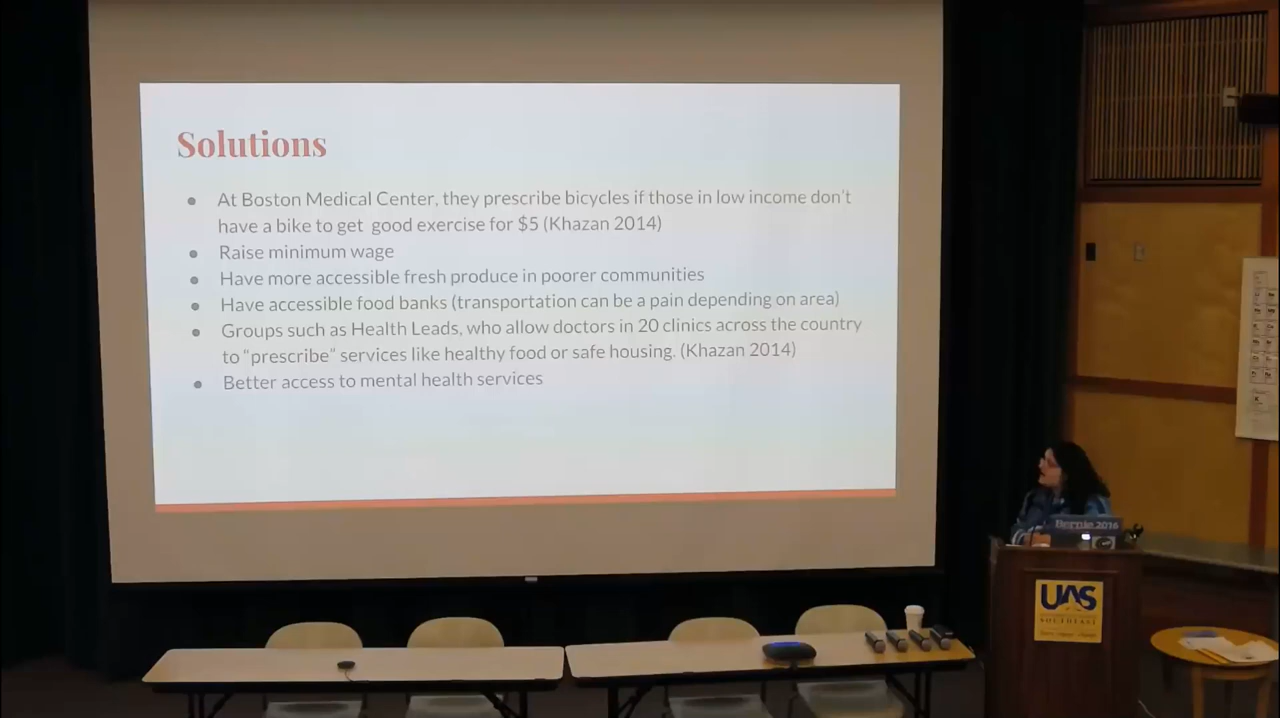 Solutions
At Boston Medical Center, they prescribe bicycles if those in low income don't
have a bike to get good exercise for $5 (Khazan 2014)
Raise minimum wage
Have more accessible fresh produce in poorer communities
Have accessible food banks (transportation can be a pain depending on area)
Groups such as Health Leads, who allow doctors in 20 clinics across the country
to "prescribe" services like healthy food or safe housing. (Khazan 2014)
Better access to mental health services
Bernie 2016
UAS
SOUTHEAST